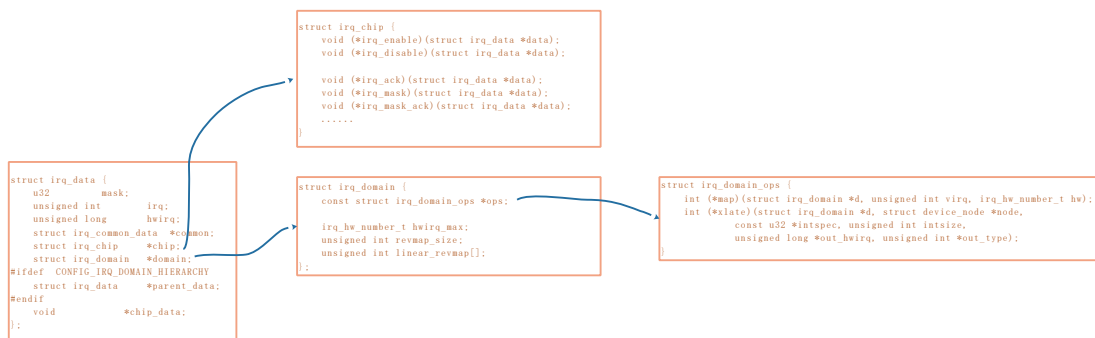 struct irq_chip {
    void (*irq_enable)(struct irq_data *data);
    void (*irq_disable)(struct irq_data *data);
    void (*irq_ack)(struct irq_data *data);
    void (*irq_mask)(struct irq_data *data);
    void (*irq_mask_ack)(struct irq_data *data);
    ......
}
struct irq_data {
    u32          mask;
    unsigned int        irq;
    unsigned long       hwirq;
    struct irq_common_data  *common;
    struct irq_chip    *chip;
    struct irq_domain   *domain;
#ifdef  CONFIG_IRQ_DOMAIN_HIERARCHY
    struct irq_data     *parent_data;
#endif
    void            *chip_data;
};
struct irq_domain {
    const struct irq_domain_ops *ops;
    irq_hw_number_t hwirq_max;
    unsigned int revmap_size;
    unsigned int linear_revmap[];
};
struct irq_domain_ops {
    int (*map)(struct irq_domain *d, unsigned int virq, irq_hw_number_t hw);
    int (*xlate)(struct irq_domain *d, struct device_node *node,
             const u32 *intspec, unsigned int intsize,
             unsigned long *out_hwirq, unsigned int *out_type);
}